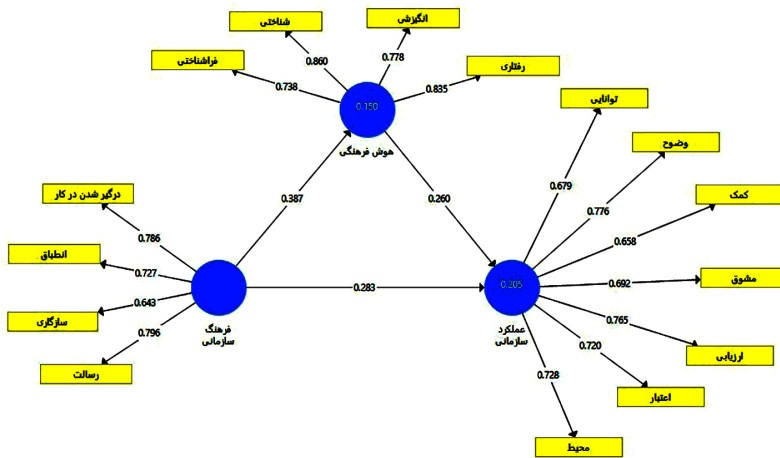 شناختی
انگیزشی
فراشناختی
رفتاری
0.860
0.778
0.738
0.835
0.150
هوش فرهنگی
توانایی
وضوح
کمک
مشوق
ارزیابی
اعتبار
محیط
0.679
0.776
0.658
0.692
0.765
0.720
0.728
0.387
0.260
0.283
0.205
عملکرد
سازمانی
درگیر شدن در کار
انطباق
سازگاری
رسالت
0.786
0.727
0.643
0.796
فرهنگ
سازمانی